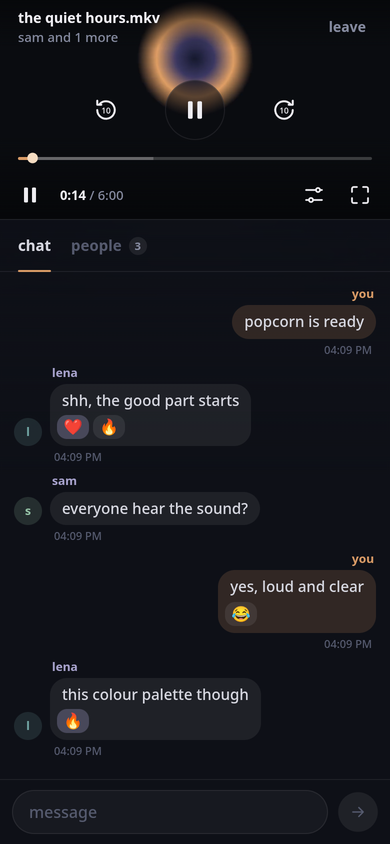 the quiet hours.mkv
sam and 1 more
leave
10
10
0:14 / 6:00
chat
people 3
you
popcorn is ready
04:09 PM
lena
shh, the good part starts
❤️ 🔥
l
04:09 PM
sam
everyone hear the sound?
s
04:09 PM
you
yes, loud and clear
😂
04:09 PM
lena
this colour palette though
🔥
l
04:09 PM
message